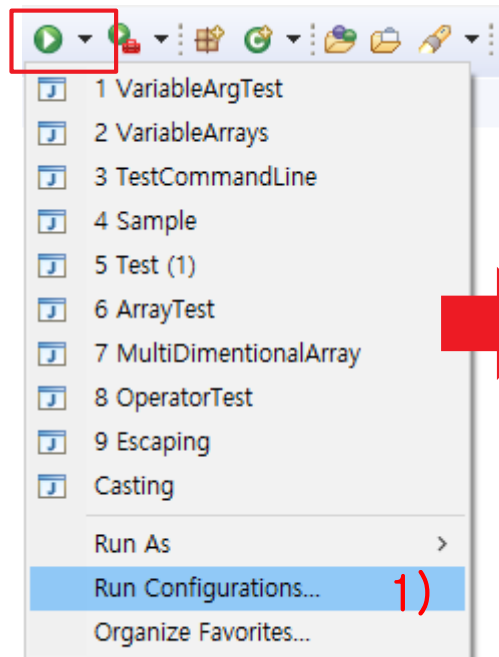 1 VariableArgTest
2 VariableArrays
3 TestCommandLine
4 Sample
5 Test (1)
6 ArrayTest
7 MultiDimentionalArray
8 OperatorTest
9 Escaping
Casting
Run As
Run Configurations... 1)
Organize Favorites...